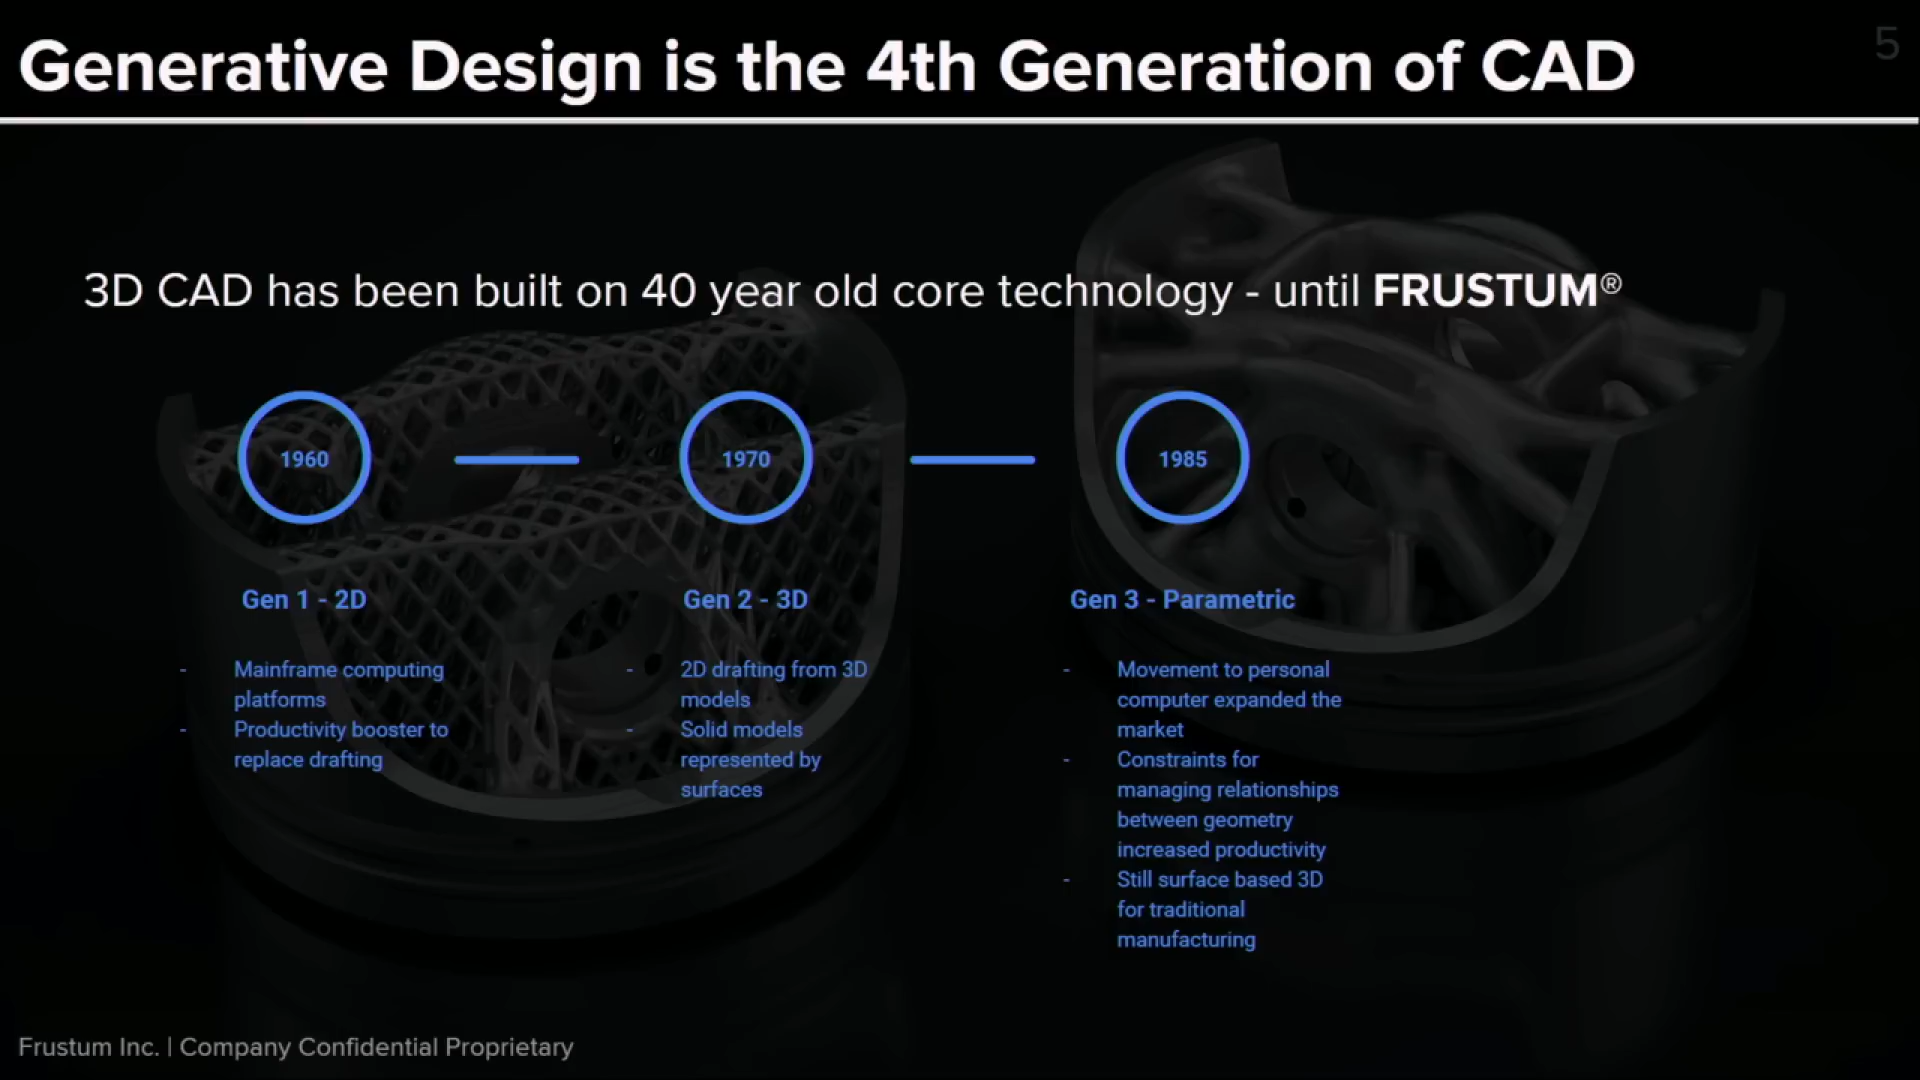 Generative Design is the 4th Generation of CAD
5
3D CAD has been built on 40 year old core technology - until FRUSTUM®
1960
1970
1985
Gen 1 - 2D
- Mainframe computing
platforms
- Productivity booster to
replace drafting
Gen 2 - 3D
- 2D drafting from 3D
models
- Solid models
represented by
surfaces
Gen 3 - Parametric
- Movement to personal
computer expanded the
market
- Constraints for
managing relationships
between geometry
increased productivity
- Still surface based 3D
for traditional
manufacturing
Frustum Inc. | Company Confidential Proprietary